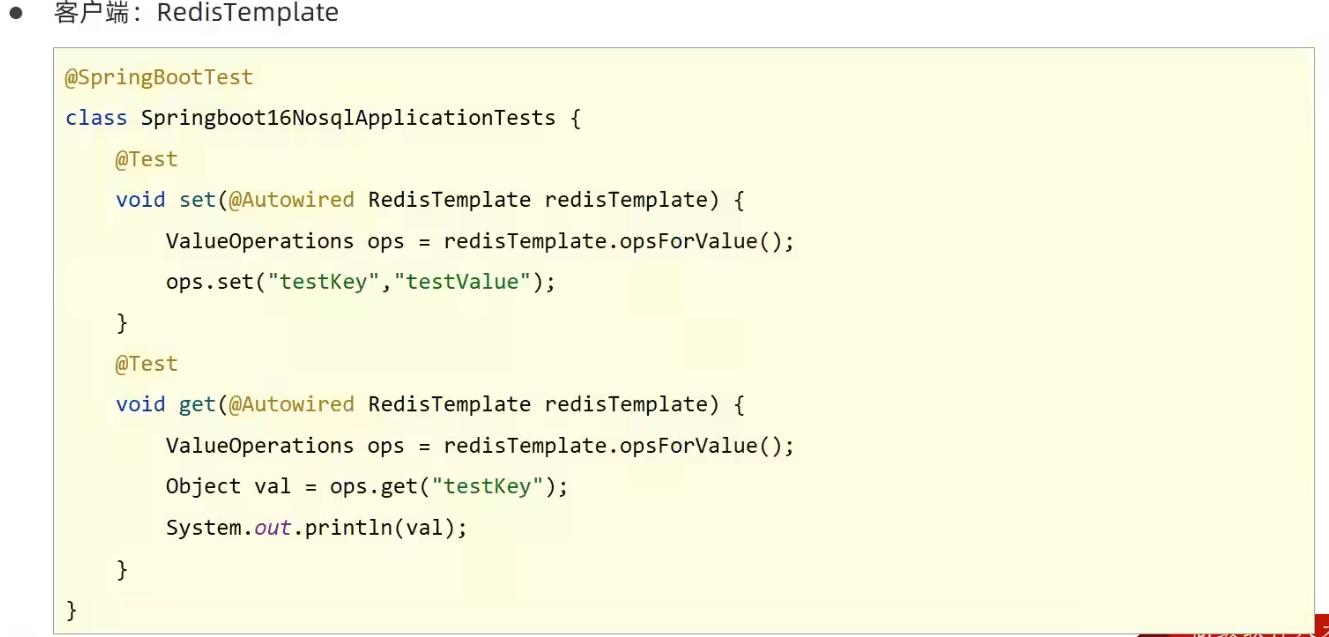 ● 客户端：RedisTemplate
@SpringBootTest
class Springboot16NosqlApplicationTests {
    @Test
    void set(@Autowired RedisTemplate redisTemplate) {
        ValueOperations ops = redisTemplate.opsForValue();
        ops.set("testKey","testValue");
    }
    @Test
    void get(@Autowired RedisTemplate redisTemplate) {
        ValueOperations ops = redisTemplate.opsForValue();
        Object val = ops.get("testKey");
        System.out.println(val);
    }
}